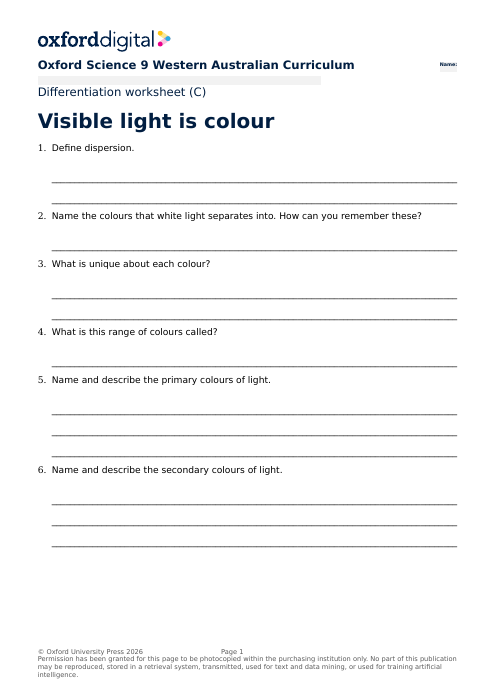 oxforddigital
Oxford Science 9 Western Australian Curriculum
Name:
Differentiation worksheet (C)
Visible light is colour
1. Define dispersion.
2. Name the colours that white light separates into. How can you remember these?
3. What is unique about each colour?
4. What is this range of colours called?
5. Name and describe the primary colours of light.
6. Name and describe the secondary colours of light.
© Oxford University Press 2026 Page 1
Permission has been granted for this page to be photocopied within the purchasing institution only. No part of this publication
may be reproduced, stored in a retrieval system, transmitted, used for text and data mining, or used for training artificial
intelligence.